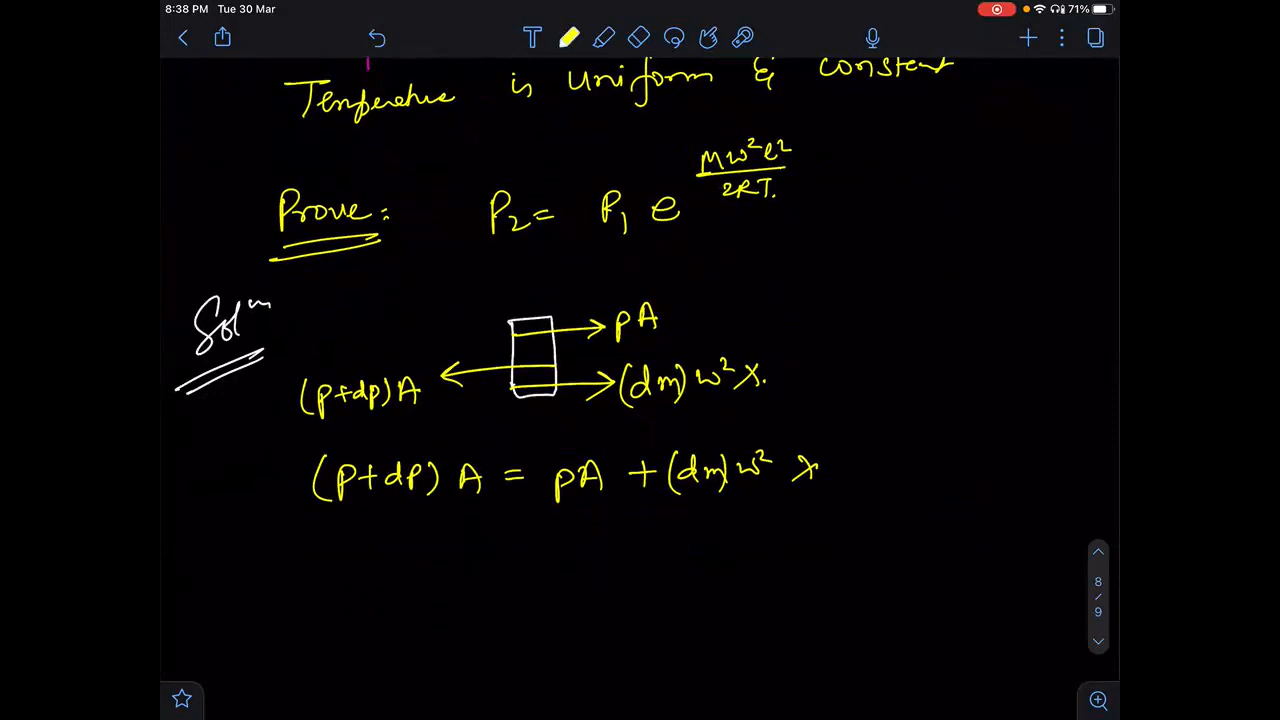 8:38 PM Tue 30 Mar 71%
Temperature is uniform & constant
Prove: P₂ = P₁ e^(Mω²l²/2RT.)
Solⁿ
pA
(p+dp)A (dm)ω²x.
(p+dp)A = pA + (dm)ω² x
8
/
9